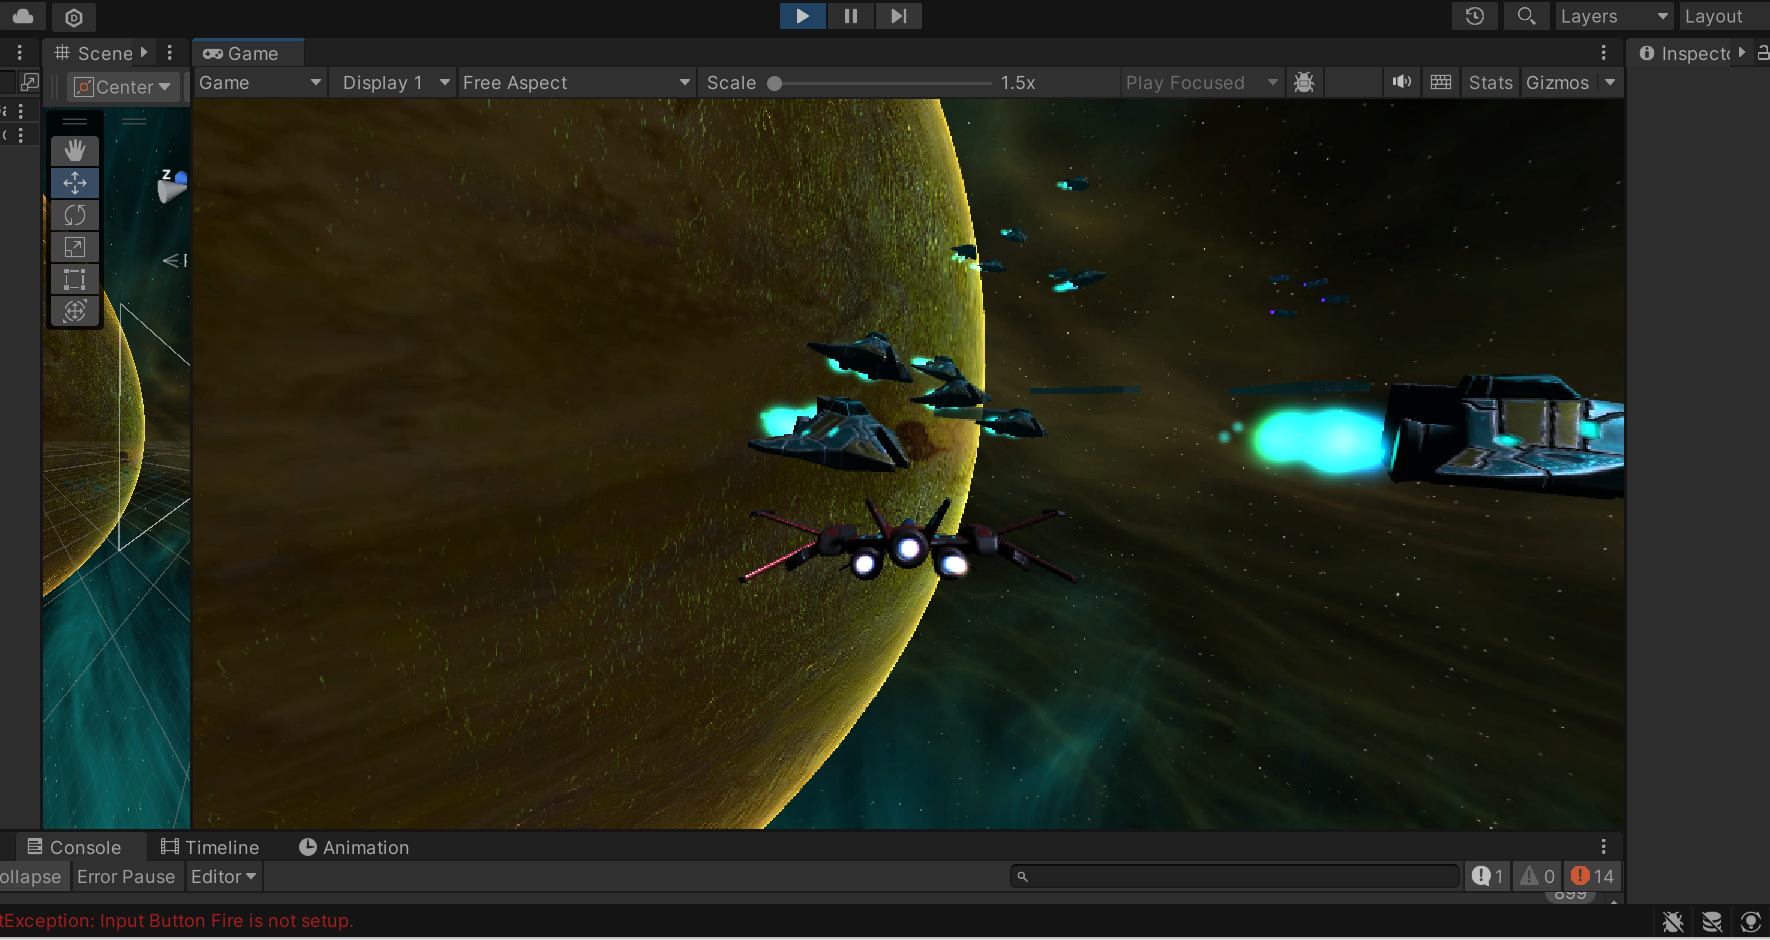 Layers
Layout
Scene
Game
Inspecto
Center
Game
Display 1
Free Aspect
Scale
1.5x
Play Focused
Stats
Gizmos
z
Console
Timeline
Animation
ollapse
Error Pause
Editor
1
0
14
899
tException: Input Button Fire is not setup.